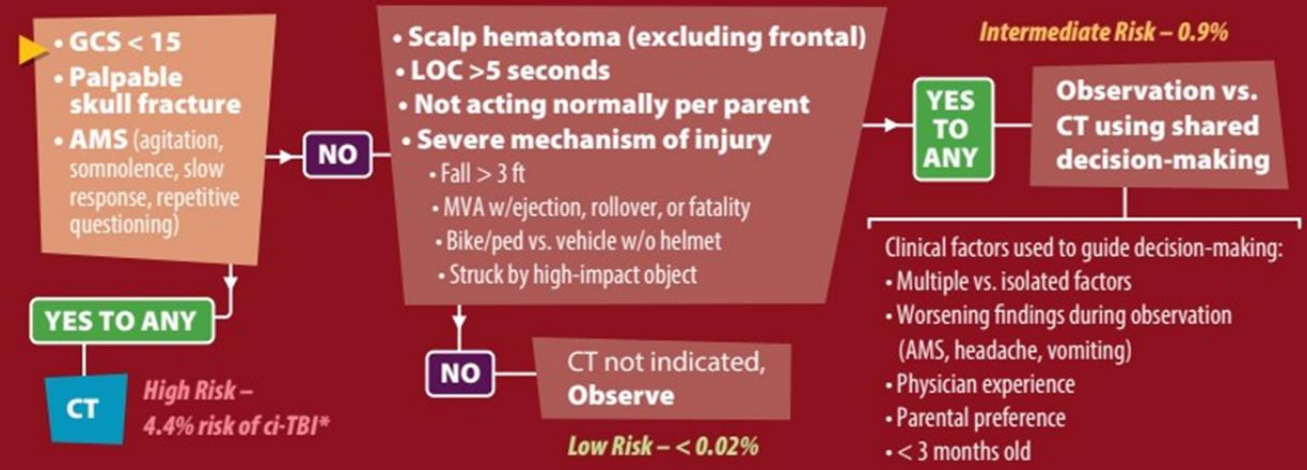 • GCS < 15
• Palpable
skull fracture
• AMS (agitation,
somnolence, slow
response, repetitive
questioning)
YES TO ANY
CT
High Risk –
4.4% risk of ci-TBI*
NO
• Scalp hematoma (excluding frontal)
• LOC >5 seconds
• Not acting normally per parent
• Severe mechanism of injury
• Fall > 3 ft
• MVA w/ejection, rollover, or fatality
• Bike/ped vs. vehicle w/o helmet
• Struck by high-impact object
NO
CT not indicated,
Observe
Low Risk – < 0.02%
YES
TO
ANY
Intermediate Risk – 0.9%
Observation vs.
CT using shared
decision-making
Clinical factors used to guide decision-making:
• Multiple vs. isolated factors
• Worsening findings during observation
(AMS, headache, vomiting)
• Physician experience
• Parental preference
• < 3 months old